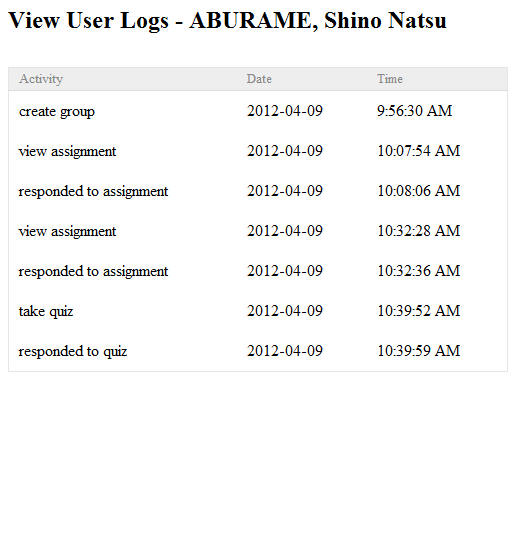 View User Logs - ABURAME, Shino Natsu
Activity Date Time
create group 2012-04-09 9:56:30 AM
view assignment 2012-04-09 10:07:54 AM
responded to assignment 2012-04-09 10:08:06 AM
view assignment 2012-04-09 10:32:28 AM
responded to assignment 2012-04-09 10:32:36 AM
take quiz 2012-04-09 10:39:52 AM
responded to quiz 2012-04-09 10:39:59 AM